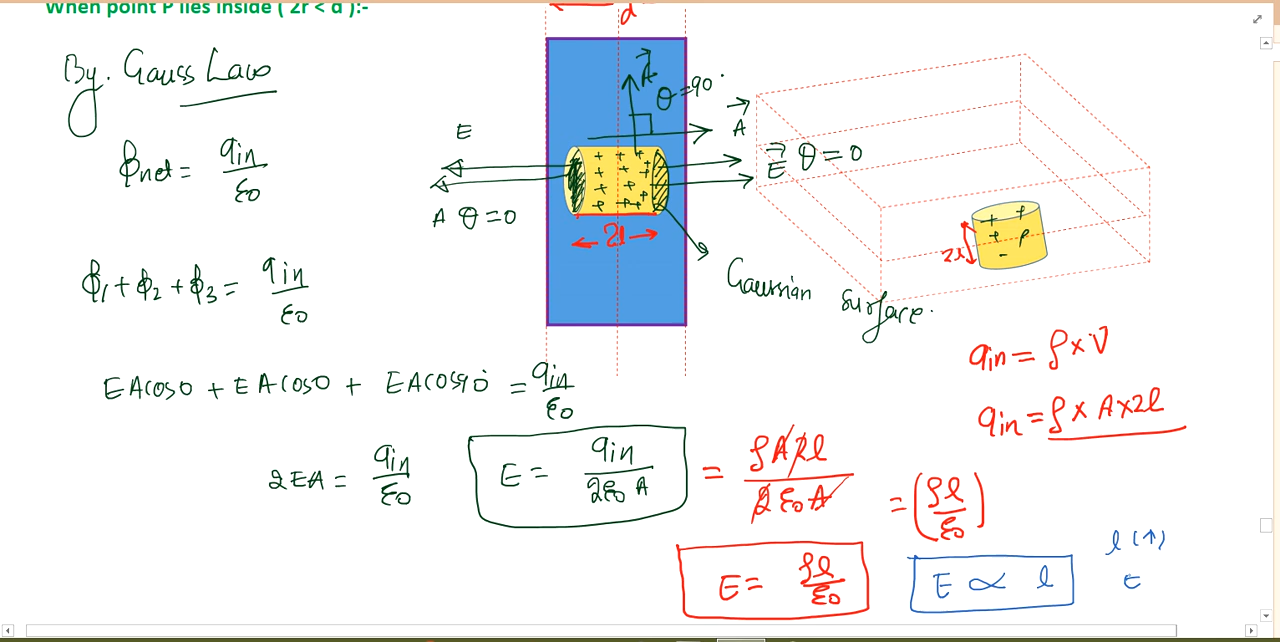 When point P lies inside ( 2r < d ):-
d
By. Gauss Law
A⃗
θ=90°
ϕnet = qin/ε0
E
A⃗
E⃗ θ=0
A θ=0
2l
2l
Gaussian Surface.
ϕ1+ϕ2+ϕ3 = qin/ε0
qin = ρ×V
qin = ρ×A×2l
EAcos0 + EAcos0 + EAcos90° = qin/ε0
2EA = qin/ε0
E = qin/2ε0 A
= ρA2l/2ε0A
= (ρl/ε0)
E = ρl/ε0
E ∝ l
l(↑)
E